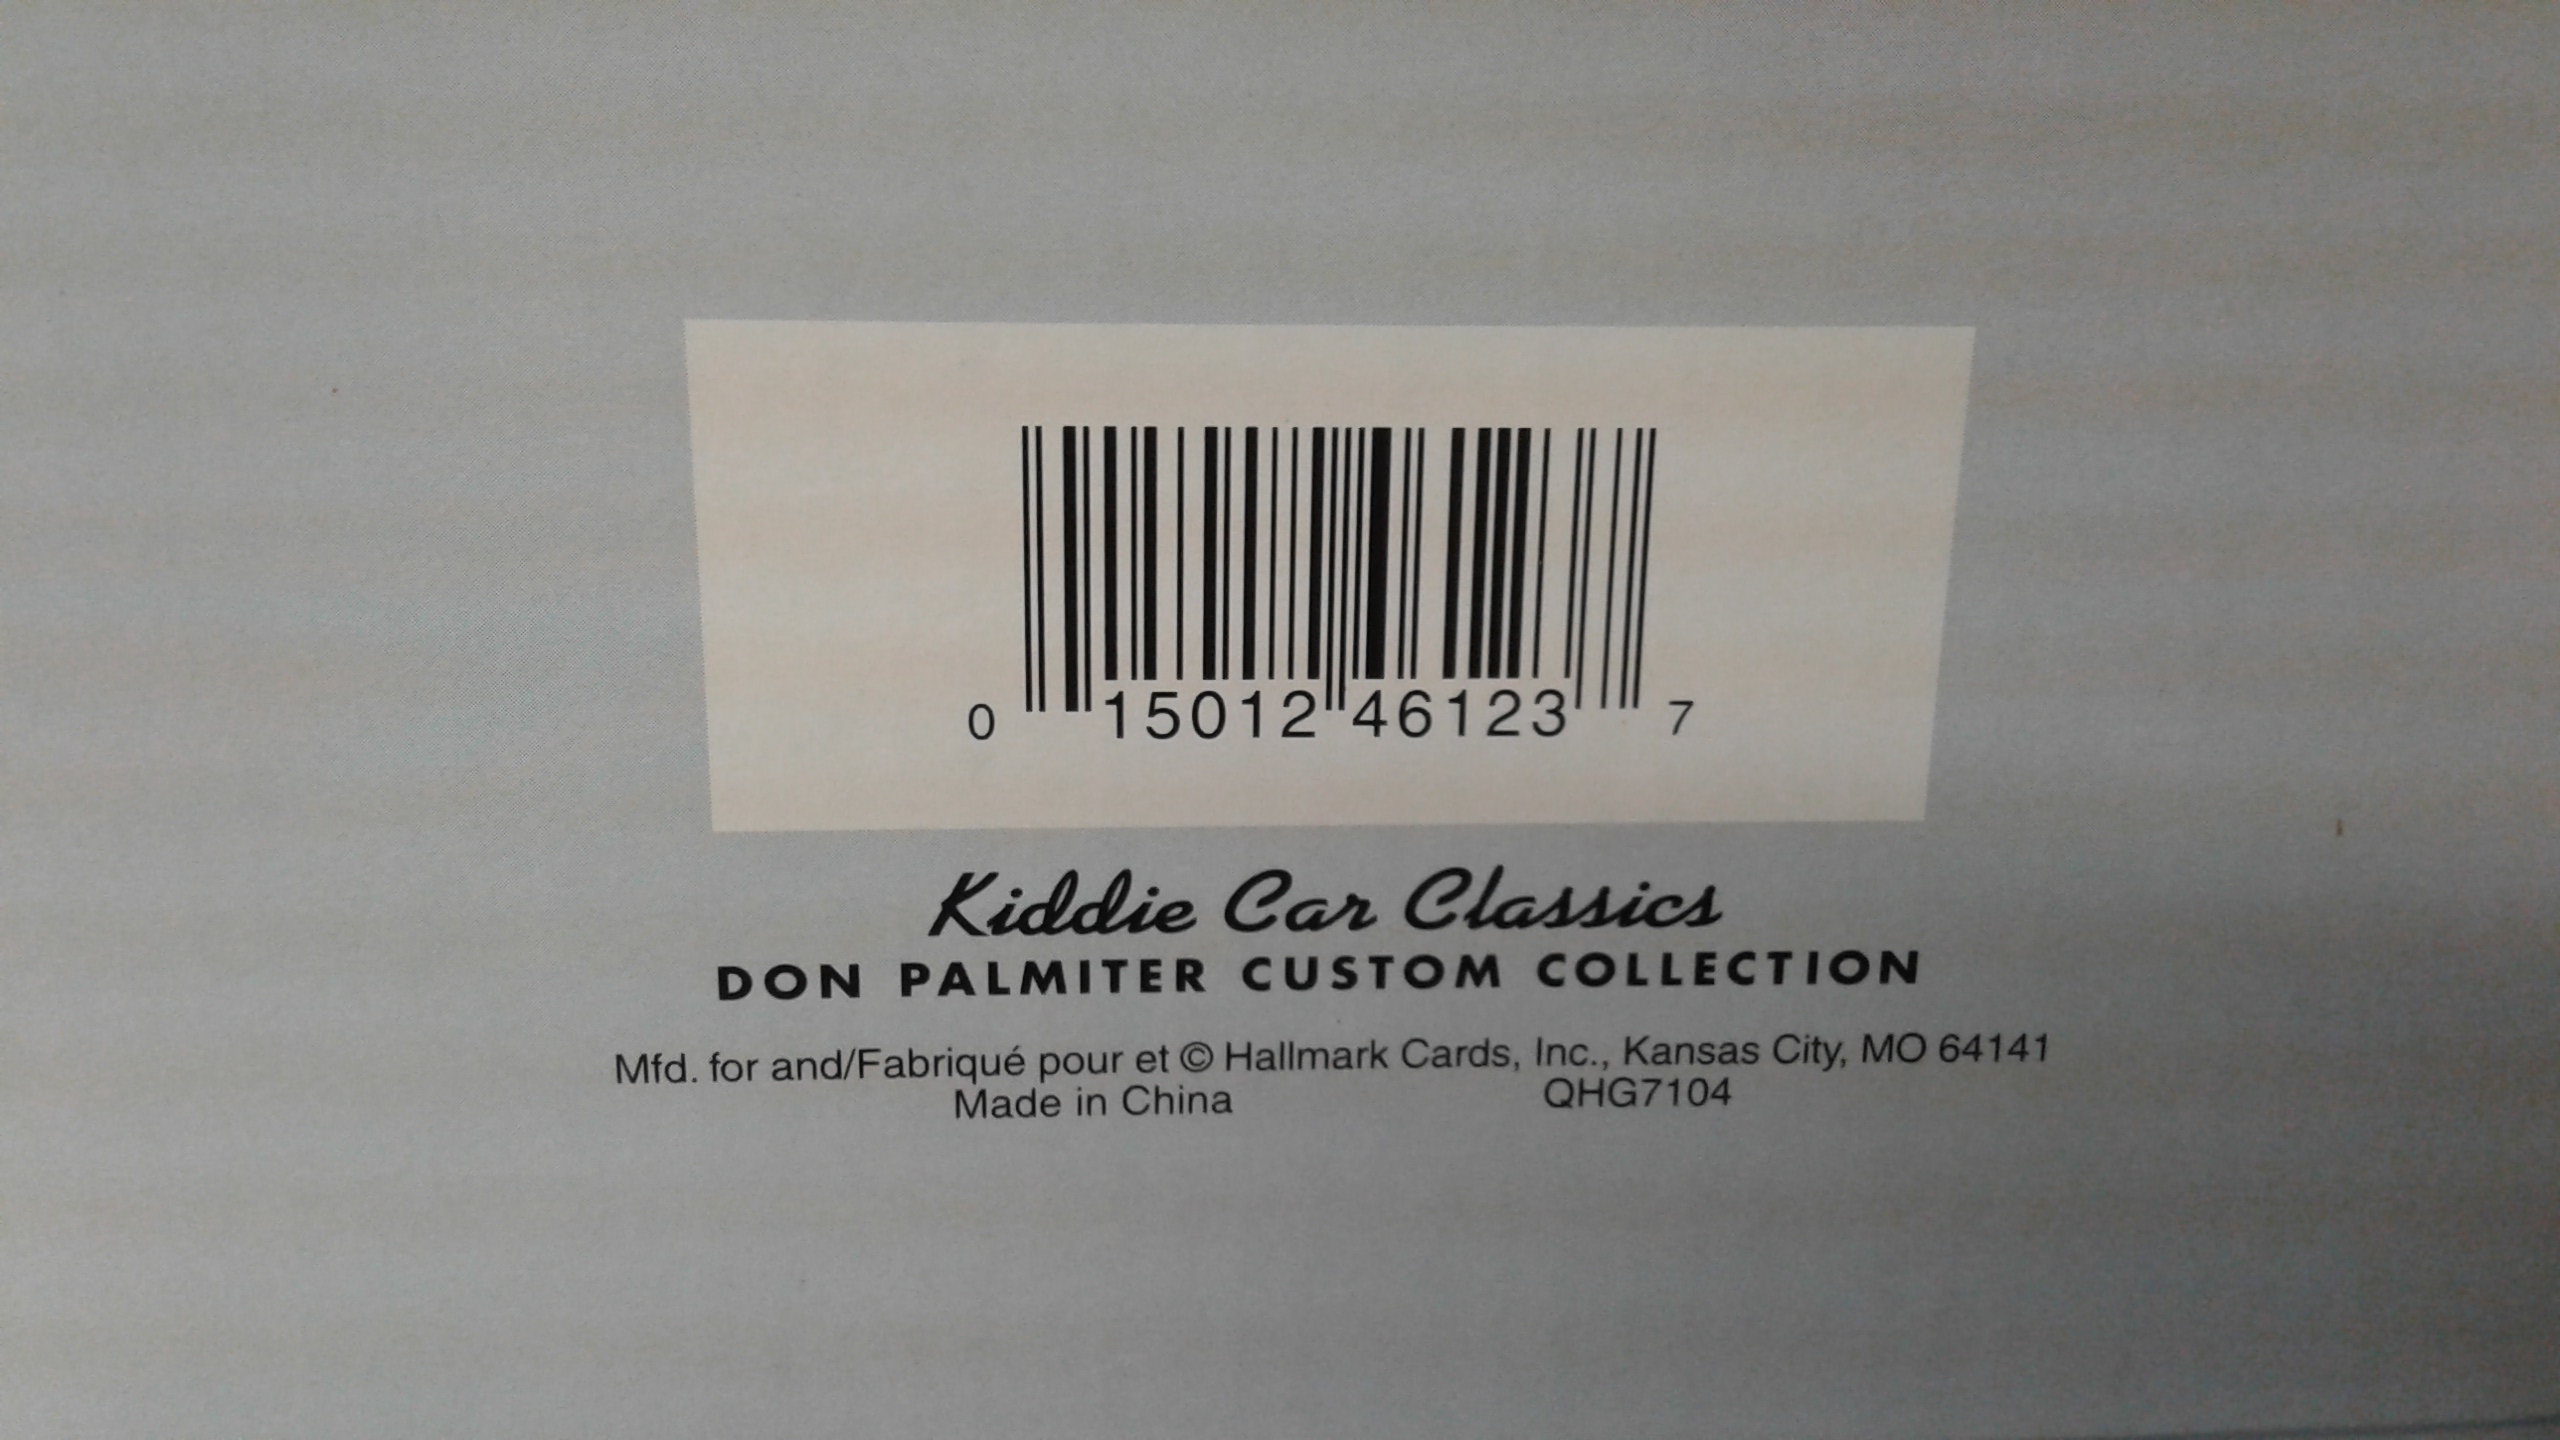 0 15012 46123 7
Kiddie Car Classics
DON PALMITER CUSTOM COLLECTION
Mfd. for and/Fabriqué pour et © Hallmark Cards, Inc., Kansas City, MO 64141
Made in China QHG7104